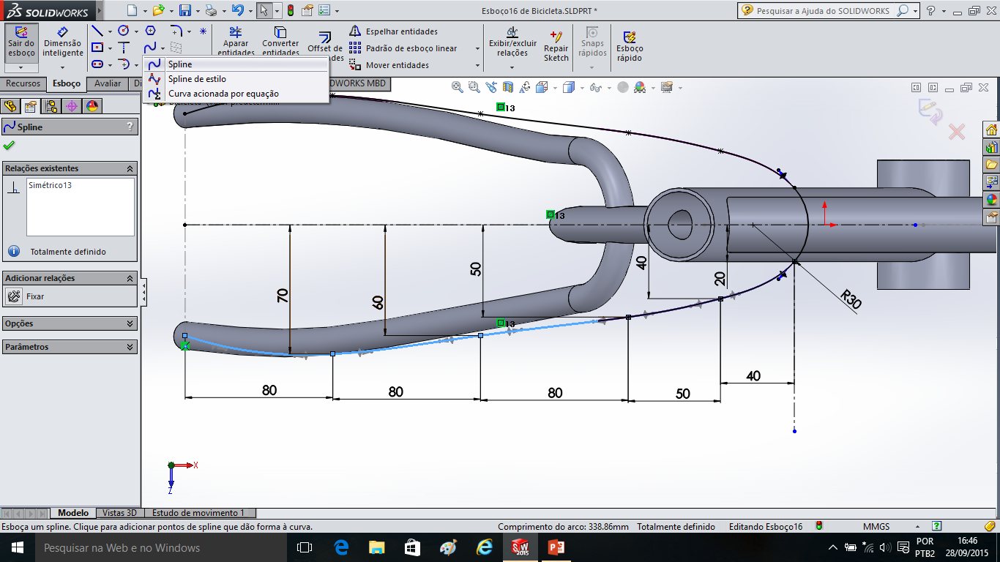 SOLIDWORKS
Esboço16 de Bicicleta.SLDPRT *
Pesquisar a Ajuda do SOLIDWORKS
Sair do esboço
Dimensão inteligente
Aparar entidades
Converter entidades
Offset de
Espelhar entidades
Padrão de esboço linear
Mover entidades
Exibir/excluir relações
Repair Sketch
Snaps rápidos
Esboço rápido
Spline
Spline de estilo
Curva acionada por equação
Recursos
Esboço
Avaliar
MBD
Spline
?
Relações existentes
Simétrico13
Totalmente definido
Adicionar relações
Fixar
Opções
Parâmetros
13
13
13
70
60
50
40
20
R30
80
80
80
50
40
X
Z
Modelo
Vistas 3D
Estudo de movimento 1
Esboça um spline. Clique para adicionar pontos de spline que dão forma à curva.
Comprimento do arco: 338.86mm
Totalmente definido
Editando Esboço16
MMGS
Pesquisar na Web e no Windows
SW
2015
POR
PTB2
16:46
28/09/2015